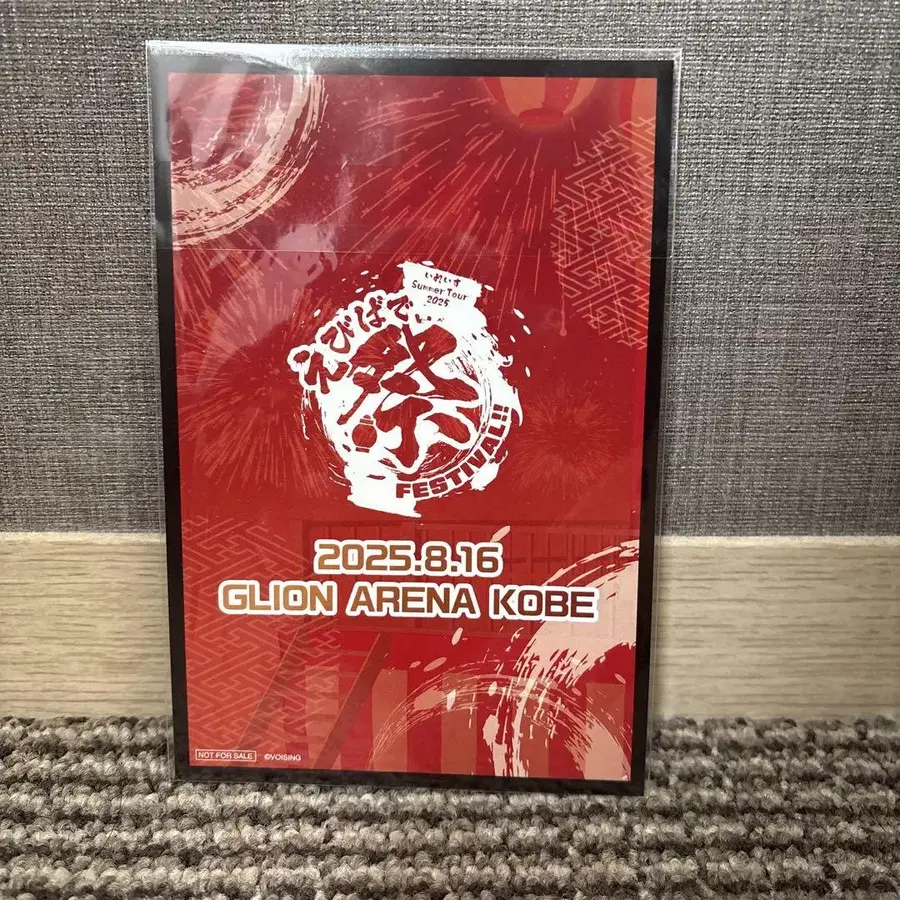 いれいす
Summer Tour
2025
えびばで
祭
FESTIVAL!!
2025.8.16
GLION ARENA KOBE
NOT FOR SALE
©VOISING